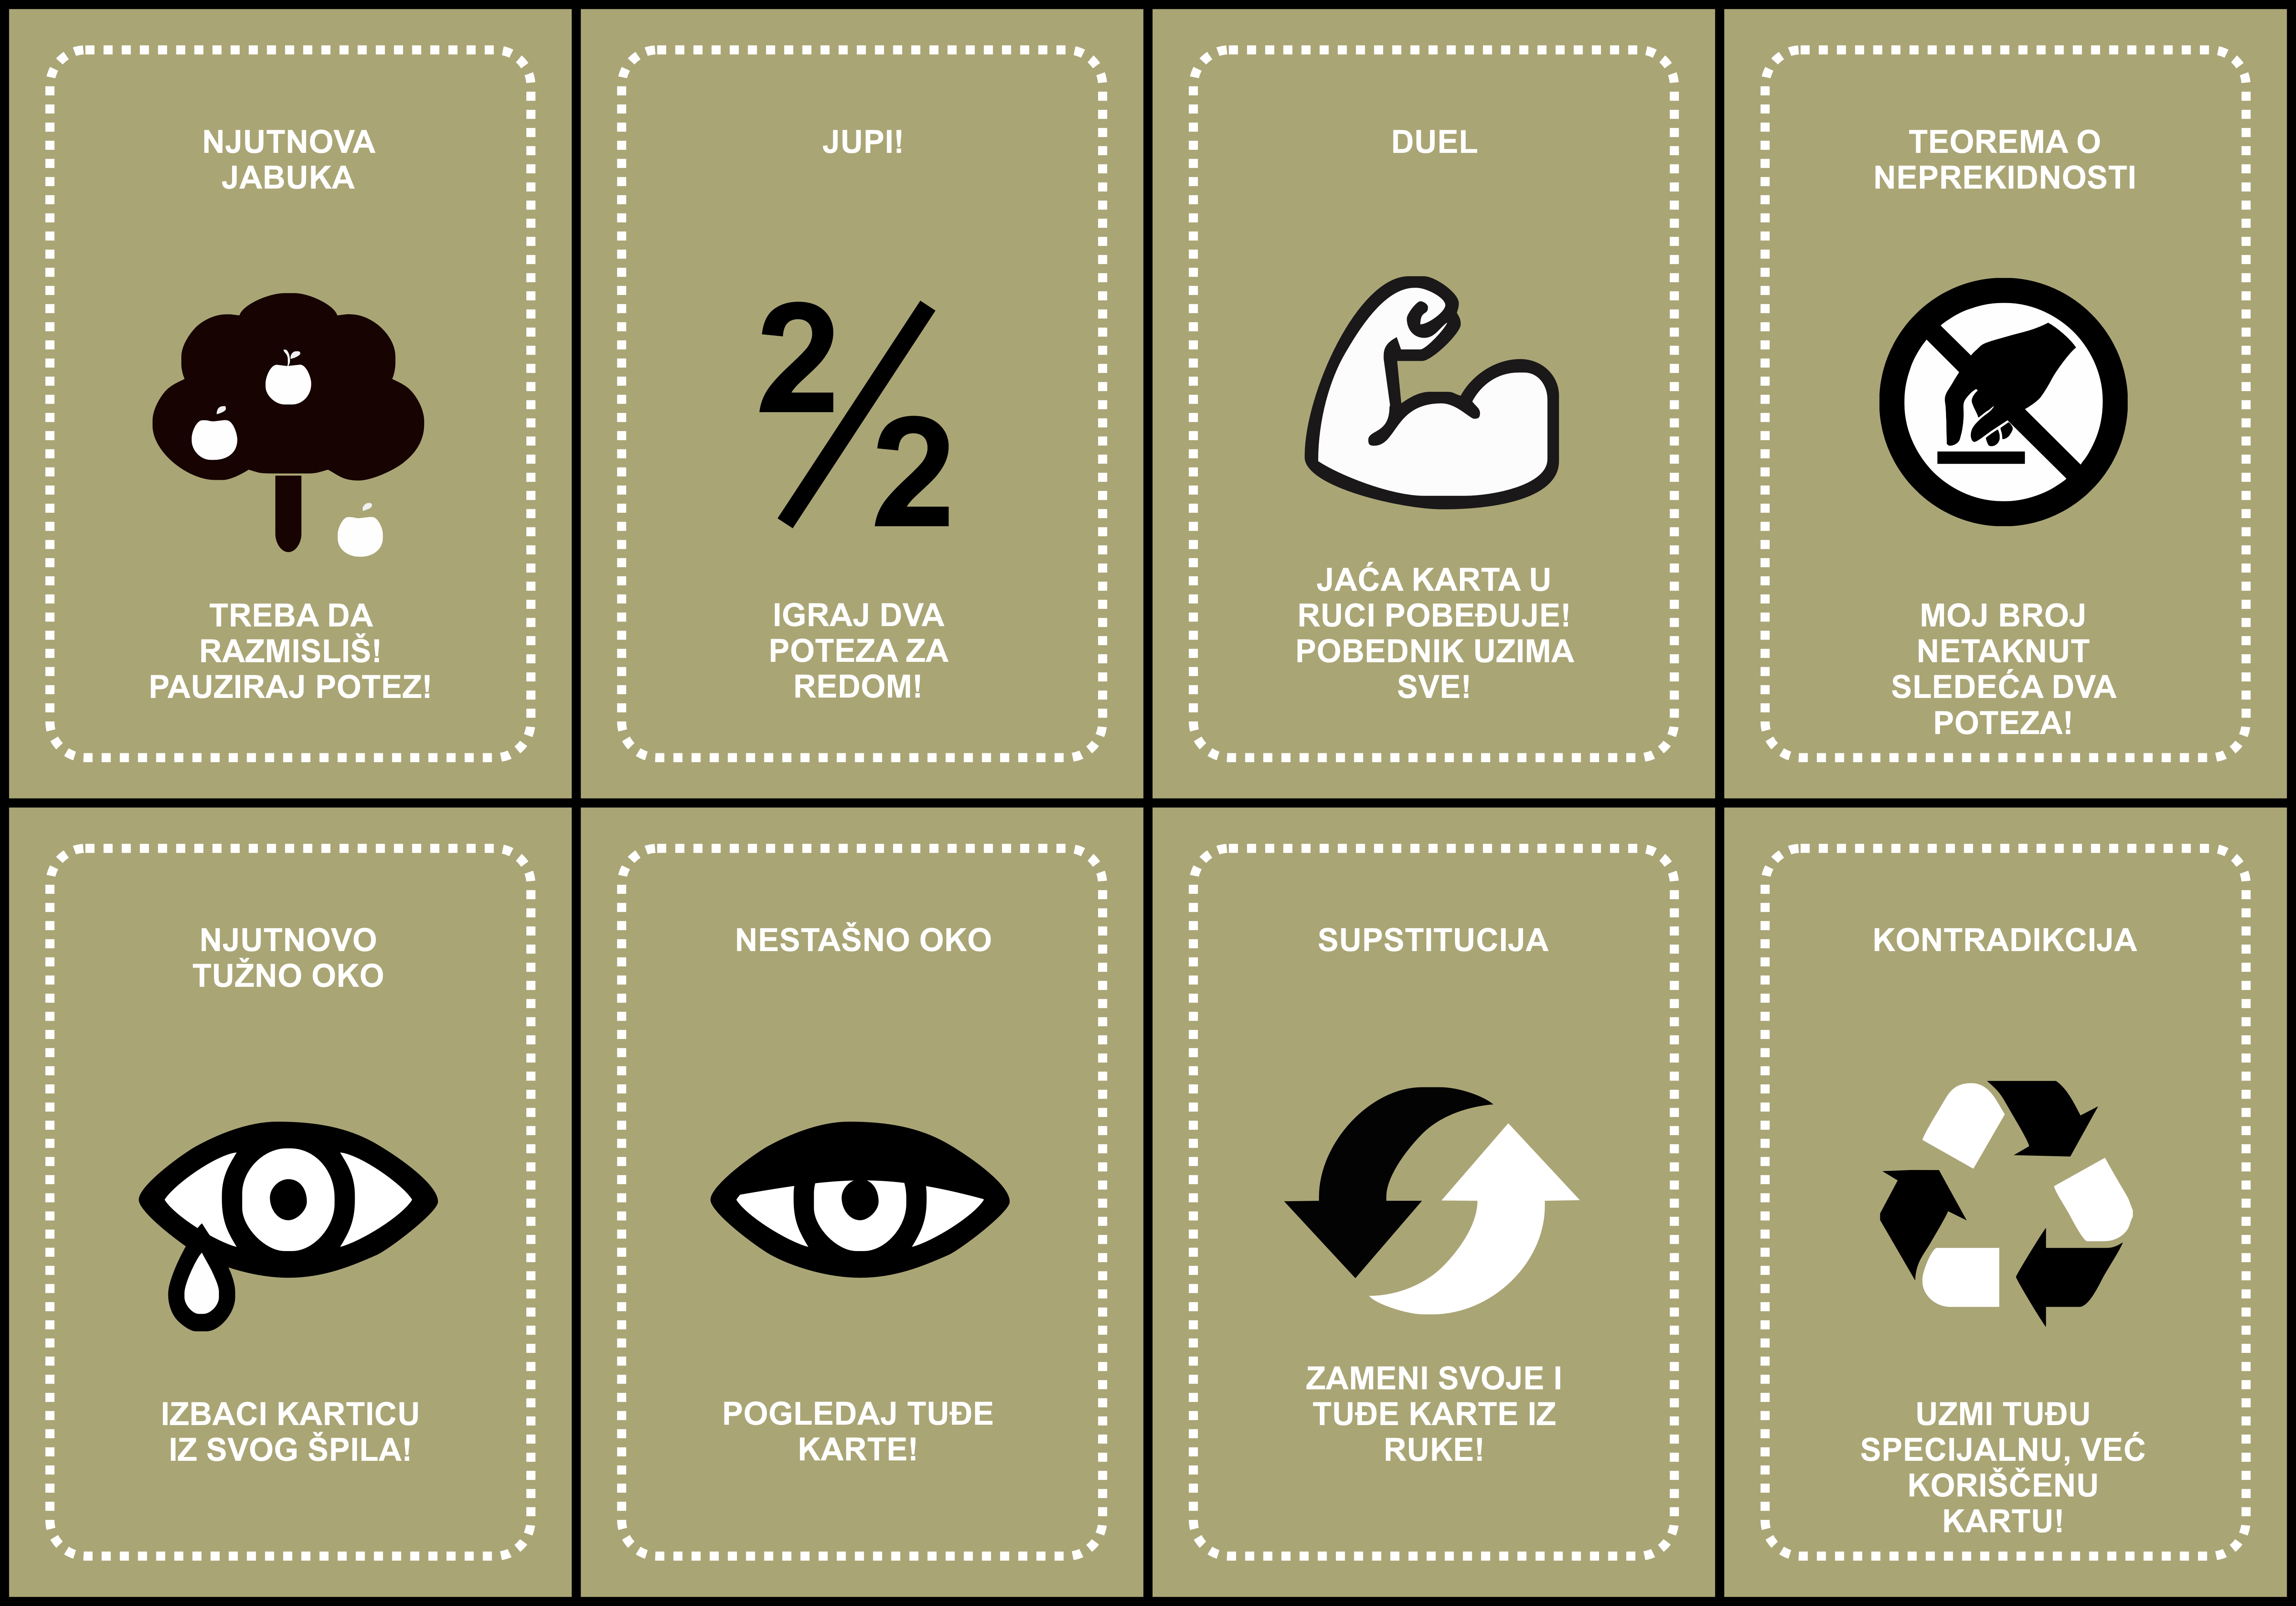 NJUTNOVA
JABUKA
TREBA DA
RAZMISLIŠ!
PAUZIRAJ POTEZ!
JUPI!
2/2
IGRAJ DVA
POTEZA ZA
REDOM!
DUEL
JAĆA KARTA U
RUCI POBEĐUJE!
POBEDNIK UZIMA
SVE!
TEOREMA O
NEPREKIDNOSTI
MOJ BROJ
NETAKNUT
SLEDEĆA DVA
POTEZA!
NJUTNOVO
TUŽNO OKO
IZBACI KARTICU
IZ SVOG ŠPILA!
NESTAŠNO OKO
POGLEDAJ TUĐE
KARTE!
SUPSTITUCIJA
ZAMENI SVOJE I
TUĐE KARTE IZ
RUKE!
KONTRADIKCIJA
UZMI TUĐU
SPECIJALNU, VEĆ
KORIŠČENU
KARTU!